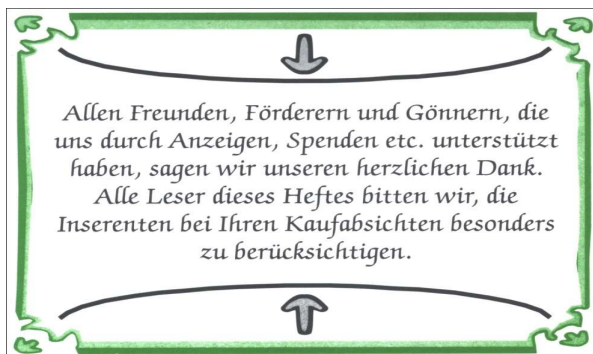 Allen Freunden, Förderern und Gönnern, die
uns durch Anzeigen, Spenden etc. unterstützt
haben, sagen wir unseren herzlichen Dank.
Alle Leser dieses Heftes bitten wir, die
Inserenten bei Ihren Kaufabsichten besonders
zu berücksichtigen.